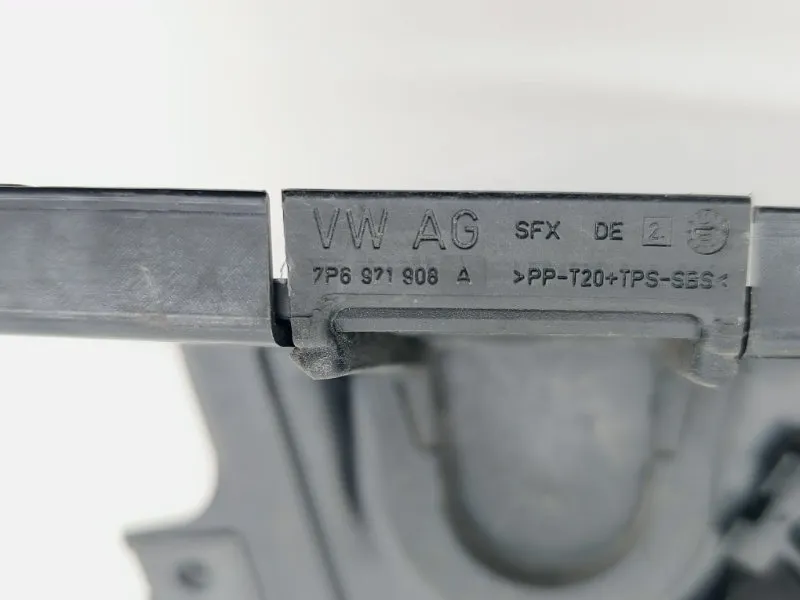 VW AG SFX DE 2
7P6 971 908 A >PP-T20+TPS-SBS<